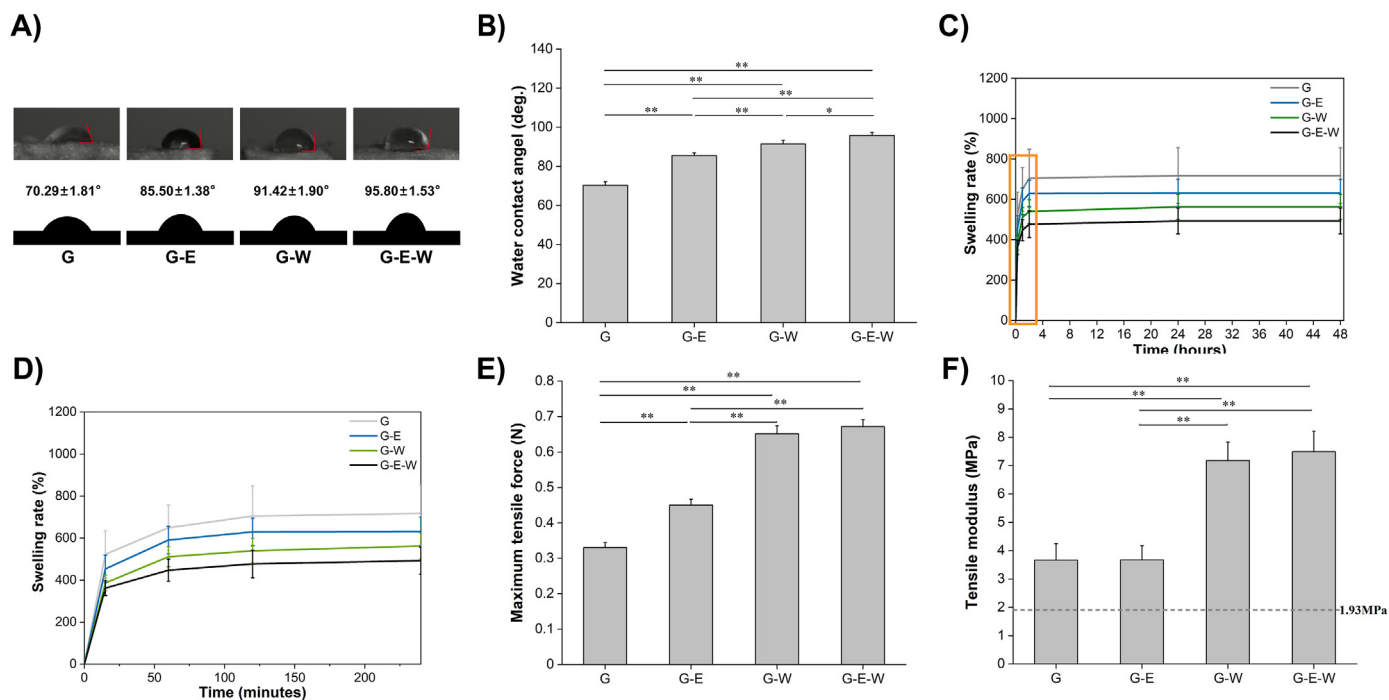 A)
70.29±1.81°
85.50±1.38°
91.42±1.90°
95.80±1.53°
G
G-E
G-W
G-E-W
B)
Water contact angel (deg.)
140
120
100
80
60
40
20
0
**
**
**
**
**
*
G
G-E
G-W
G-E-W
C)
Swelling rate (%)
1200
1000
800
600
400
200
0
G
G-E
G-W
G-E-W
0 4 8 12 16 20 24 28 32 36 40 44 48
Time (hours)
D)
Swelling rate (%)
1200
1000
800
600
400
200
0
G
G-E
G-W
G-E-W
0 50 100 150 200
Time (minutes)
E)
Maximum tensile force (N)
0.8
0.7
0.6
0.5
0.4
0.3
0.2
0.1
0
**
**
**
**
**
G
G-E
G-W
G-E-W
F)
Tensile modulus (MPa)
10
9
8
7
6
5
4
3
2
1
0
**
**
**
**
1.93MPa
G
G-E
G-W
G-E-W